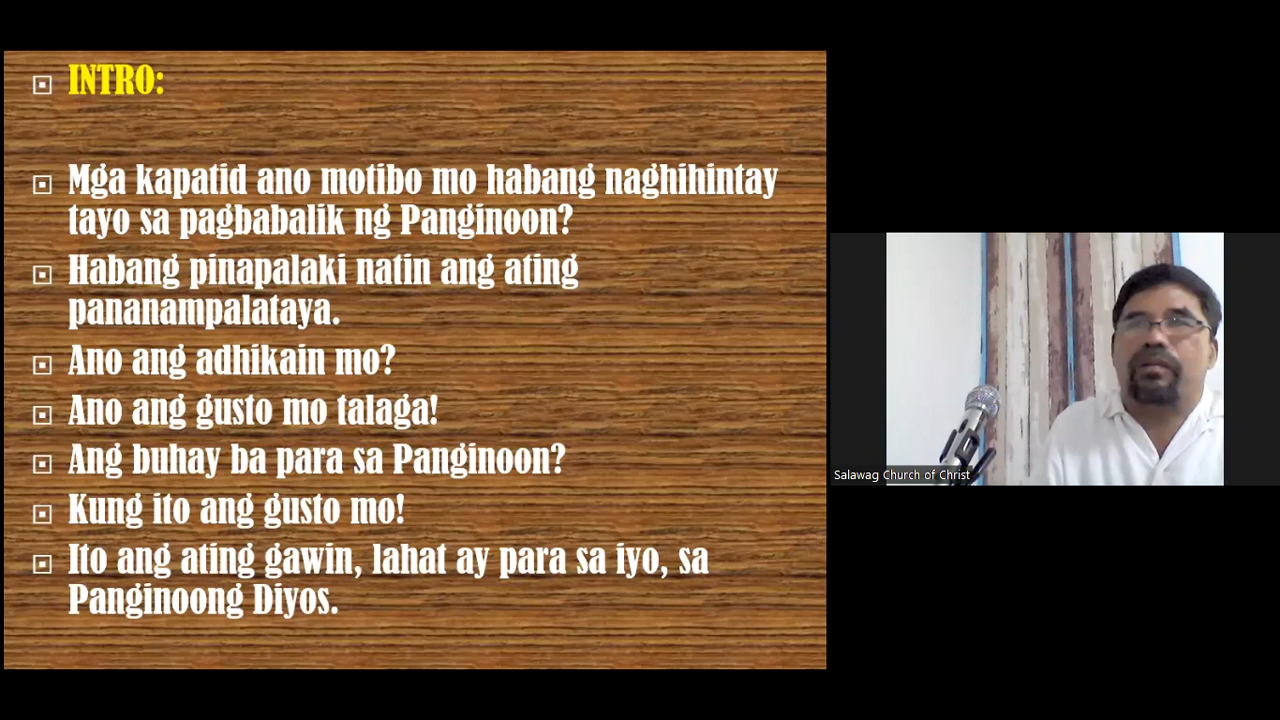 INTRO:
Mga kapatid ano motibo mo habang naghihintay
tayo sa pagbabalik ng Panginoon?
Habang pinapalaki natin ang ating
pananampalataya.
Ano ang adhikain mo?
Ano ang gusto mo talaga!
Ang buhay ba para sa Panginoon?
Kung ito ang gusto mo!
Ito ang ating gawin, lahat ay para sa iyo, sa
Panginoong Diyos.
Salawag Church of Christ